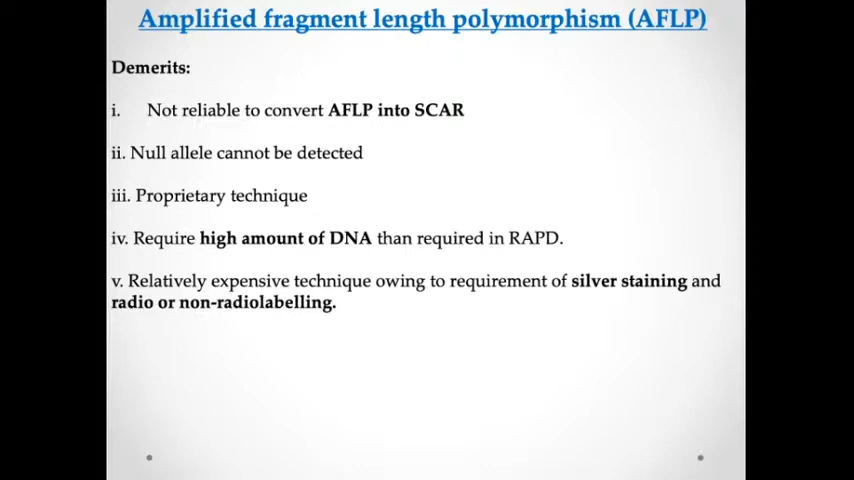 Amplified fragment length polymorphism (AFLP)
Demerits:
i. Not reliable to convert AFLP into SCAR
ii. Null allele cannot be detected
iii. Proprietary technique
iv. Require high amount of DNA than required in RAPD.
v. Relatively expensive technique owing to requirement of silver staining and
radio or non-radiolabelling.